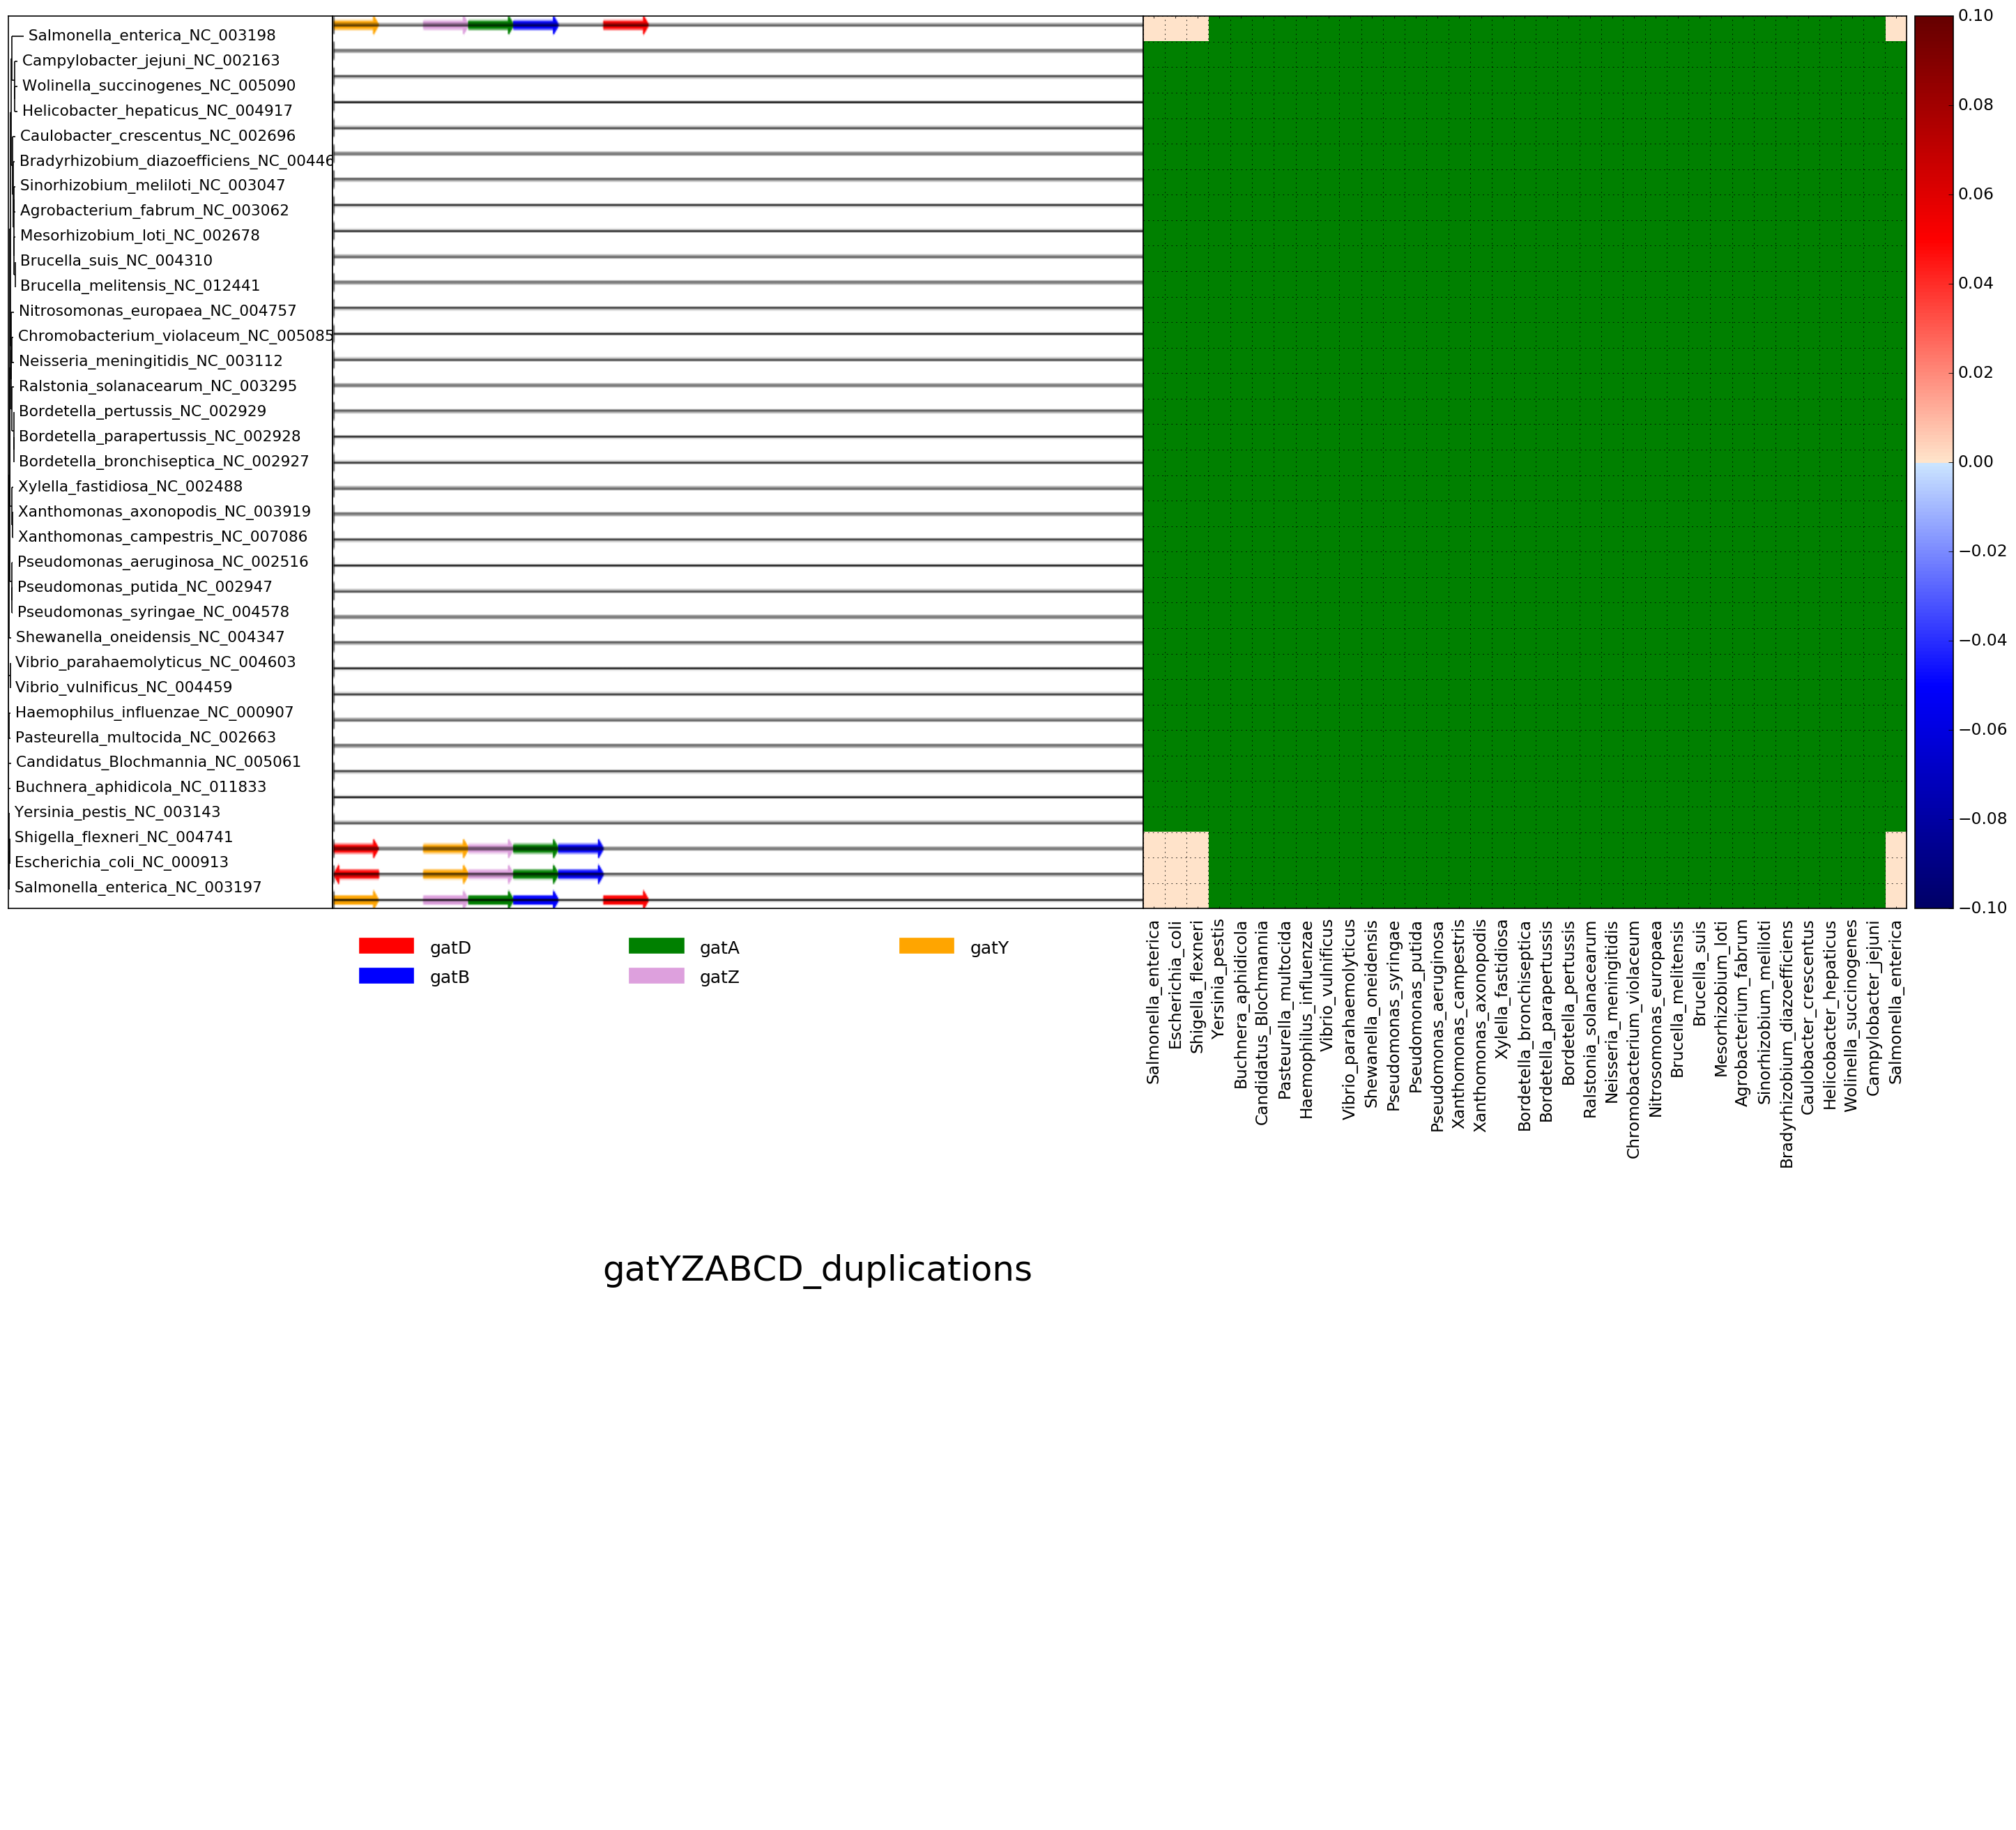 Salmonella_enterica_NC_003198
Campylobacter_jejuni_NC_002163
Wolinella_succinogenes_NC_005090
Helicobacter_hepaticus_NC_004917
Caulobacter_crescentus_NC_002696
Bradyrhizobium_diazoefficiens_NC_00446
Sinorhizobium_meliloti_NC_003047
Agrobacterium_fabrum_NC_003062
Mesorhizobium_loti_NC_002678
Brucella_suis_NC_004310
Brucella_melitensis_NC_012441
Nitrosomonas_europaea_NC_004757
Chromobacterium_violaceum_NC_005085
Neisseria_meningitidis_NC_003112
Ralstonia_solanacearum_NC_003295
Bordetella_pertussis_NC_002929
Bordetella_parapertussis_NC_002928
Bordetella_bronchiseptica_NC_002927
Xylella_fastidiosa_NC_002488
Xanthomonas_axonopodis_NC_003919
Xanthomonas_campestris_NC_007086
Pseudomonas_aeruginosa_NC_002516
Pseudomonas_putida_NC_002947
Pseudomonas_syringae_NC_004578
Shewanella_oneidensis_NC_004347
Vibrio_parahaemolyticus_NC_004603
Vibrio_vulnificus_NC_004459
Haemophilus_influenzae_NC_000907
Pasteurella_multocida_NC_002663
Candidatus_Blochmannia_NC_005061
Buchnera_aphidicola_NC_011833
Yersinia_pestis_NC_003143
Shigella_flexneri_NC_004741
Escherichia_coli_NC_000913
Salmonella_enterica_NC_003197
0.10
0.08
0.06
0.04
0.02
0.00
−0.02
−0.04
−0.06
−0.08
−0.10
Salmonella_enterica
Escherichia_coli
Shigella_flexneri
Yersinia_pestis
Buchnera_aphidicola
Candidatus_Blochmannia
Pasteurella_multocida
Haemophilus_influenzae
Vibrio_vulnificus
Vibrio_parahaemolyticus
Shewanella_oneidensis
Pseudomonas_syringae
Pseudomonas_putida
Pseudomonas_aeruginosa
Xanthomonas_campestris
Xanthomonas_axonopodis
Xylella_fastidiosa
Bordetella_bronchiseptica
Bordetella_parapertussis
Bordetella_pertussis
Ralstonia_solanacearum
Neisseria_meningitidis
Chromobacterium_violaceum
Nitrosomonas_europaea
Brucella_melitensis
Brucella_suis
Mesorhizobium_loti
Agrobacterium_fabrum
Sinorhizobium_meliloti
Bradyrhizobium_diazoefficiens
Caulobacter_crescentus
Helicobacter_hepaticus
Wolinella_succinogenes
Campylobacter_jejuni
Salmonella_enterica
gatD gatA gatY
gatB gatZ
gatYZABCD_duplications